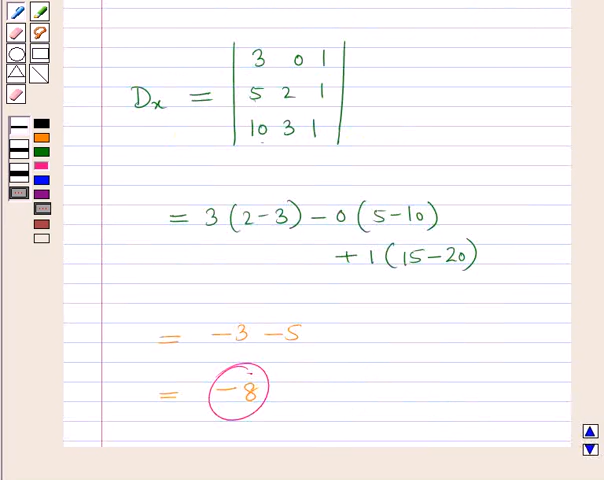 3 0 1
Dx = 5 2 1
10 3 1
= 3 (2 - 3) - 0 (5 - 10)
+ 1 (15 - 20)
= -3 - 5
= -8